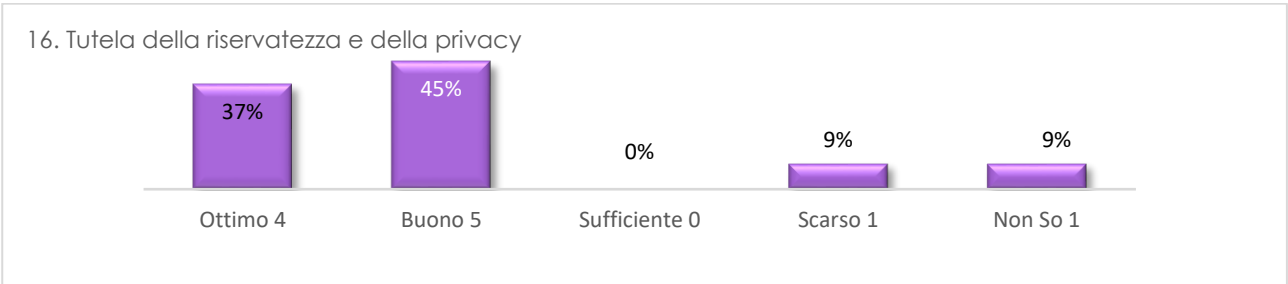 16. Tutela della riservatezza e della privacy
37%
45%
0%
9%
9%
Ottimo 4
Buono 5
Sufficiente 0
Scarso 1
Non So 1